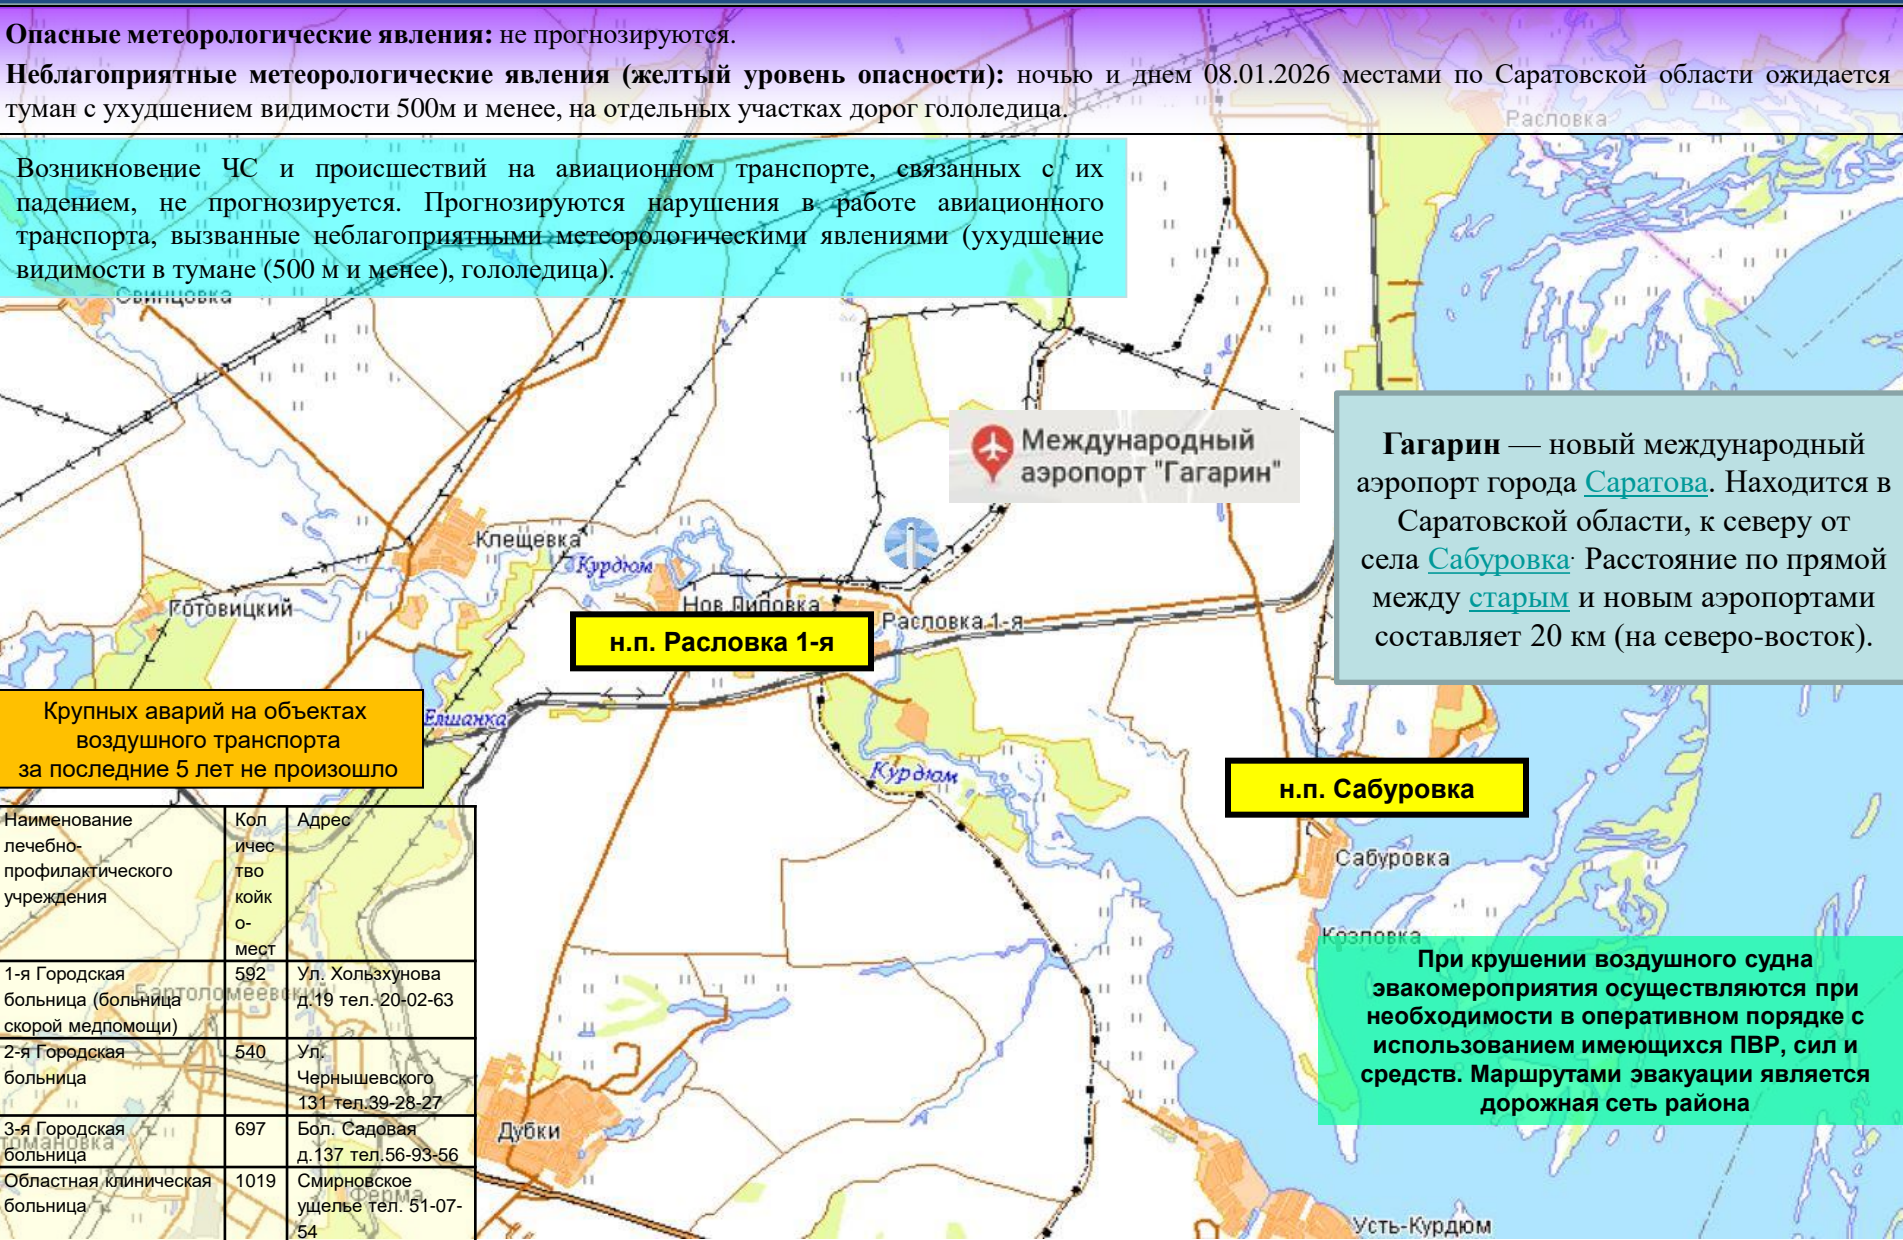 Опасные метеорологические явления: не прогнозируются.
Неблагоприятные метеорологические явления (желтый уровень опасности): ночью и днем 08.01.2026 местами по Саратовской области ожидается
туман с ухудшением видимости 500м и менее, на отдельных участках дорог гололедица.
Расловка
Возникновение ЧС и происшествий на авиационном транспорте, связанных с их
падением, не прогнозируется. Прогнозируются нарушения в работе авиационного
транспорта, вызванные неблагоприятными метеорологическими явлениями (ухудшение
видимости в тумане (500 м и менее), гололедица).
Свинцовка
Международный
аэропорт "Гагарин"
Гагарин — новый международный
аэропорт города Саратова. Находится в
Саратовской области, к северу от
села Сабуровка. Расстояние по прямой
между старым и новым аэропортами
составляет 20 км (на северо-восток).
Клещевка
Курдюм
Готовицкий
Нов.Липовка
Расловка 1-я
н.п. Расловка 1-я
Елшанка
Крупных аварий на объектах
воздушного транспорта
за последние 5 лет не произошло
Курдюм
н.п. Сабуровка
Сабуровка
Козловка
При крушении воздушного судна
эвакомероприятия осуществляются при
необходимости в оперативном порядке с
использованием имеющихся ПВР, сил и
средств. Маршрутами эвакуации является
дорожная сеть района
Наименование
лечебно-
профилактического
учреждения
Кол
ичес
тво
койк
о-
мест
Адрес
1-я Городская
больница (больница
скорой медпомощи)
592
Ул. Хользхунова
д.19 тел. 20-02-63
Бартоломеевский
2-я Городская
больница
540
Ул.
Чернышевского
131 тел.39-28-27
3-я Городская
больница
697
Бол. Садовая
д.137 тел.56-93-56
Областная клиническая
больница
1019
Смирновское
ущелье тел. 51-07-
54
Ферма
Дубки
Усть-Курдюм